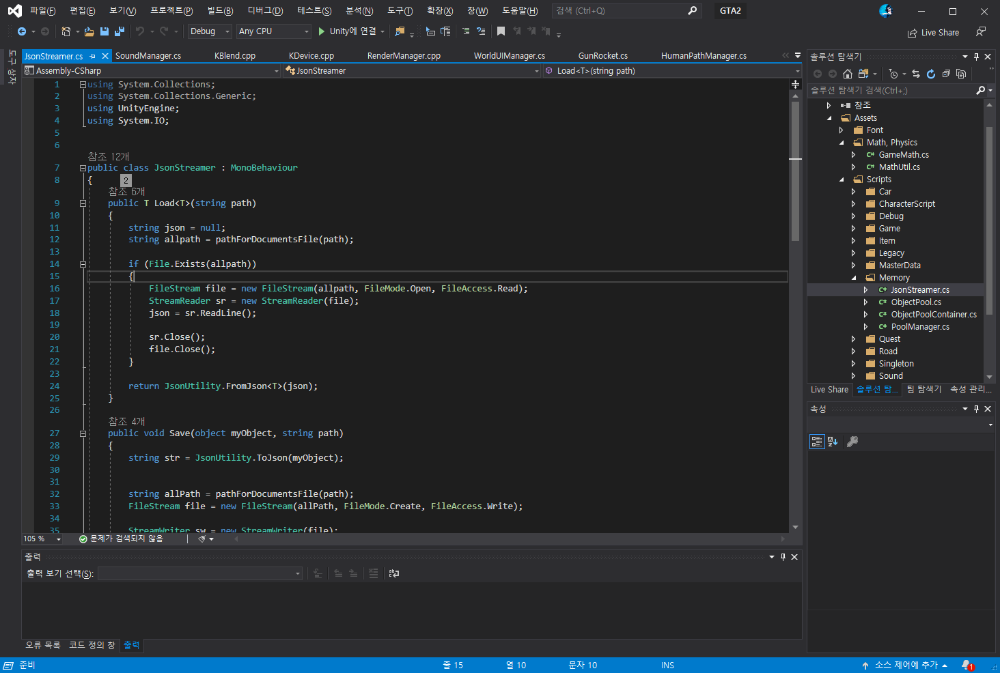 파일(F) 편집(E) 보기(V) 프로젝트(P) 빌드(B) 디버그(D) 테스트(S) 분석(N) 도구(T) 확장(X) 창(W) 도움말(H) 검색 (Ctrl+Q) GTA2
Debug Any CPU Unity에 연결 Live Share
도구 상자
JsonStreamer.cs SoundManager.cs KBlend.cpp KDevice.cpp RenderManager.cpp WorldUIManager.cs GunRocket.cs HumanPathManager.cs
Assembly-CSharp JsonStreamer Load<T>(string path)
1 using System.Collections;
2 using System.Collections.Generic;
3 using UnityEngine;
4 using System.IO;
5
6
참조 12개
7 public class JsonStreamer : MonoBehaviour
8 {
2
참조 6개
9 public T Load<T>(string path)
10 {
11 string json = null;
12 string allpath = pathForDocumentsFile(path);
13
14 if (File.Exists(allpath))
15 {
16 FileStream file = new FileStream(allpath, FileMode.Open, FileAccess.Read);
17 StreamReader sr = new StreamReader(file);
18 json = sr.ReadLine();
19
20 sr.Close();
21 file.Close();
22 }
23
24 return JsonUtility.FromJson<T>(json);
25 }
26
참조 4개
27 public void Save(object myObject, string path)
28 {
29 string str = JsonUtility.ToJson(myObject);
30
31
32 string allPath = pathForDocumentsFile(path);
33 FileStream file = new FileStream(allPath, FileMode.Create, FileAccess.Write);
34
35 StreamWriter sw = new StreamWriter(file);
105 % 문제가 검색되지 않음
출력
출력 보기 선택(S):
오류 목록 코드 정의 창 출력
솔루션 탐색기
솔루션 탐색기 검색(Ctrl+;)
참조
Assets
Font
Math, Physics
C# GameMath.cs
C# MathUtil.cs
Scripts
Car
CharacterScript
Debug
Game
Item
Legacy
MasterData
Memory
C# JsonStreamer.cs
C# ObjectPool.cs
C# ObjectPoolContainer.cs
C# PoolManager.cs
Quest
Road
Singleton
Sound
Live Share 솔루션 탐... 팀 탐색기 속성 관리...
속성
준비 줄 15 열 10 문자 10 INS 소스 제어에 추가 1